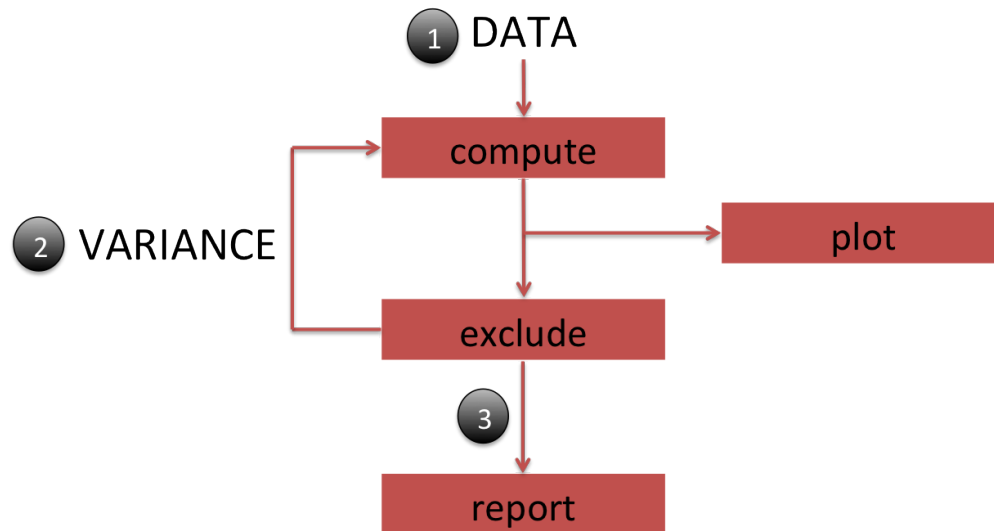 1 DATA
compute
2 VARIANCE
plot
exclude
3
report